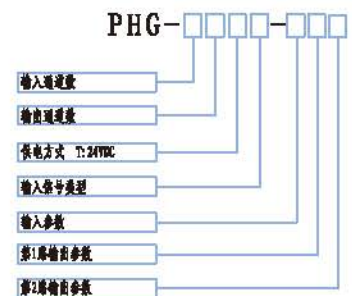 PHG-□□□□-□□□
输入通道数
输出通道数
供电方式 T:24VDC
输入信号类型
输入参数
第1路输出参数
第2路输出参数